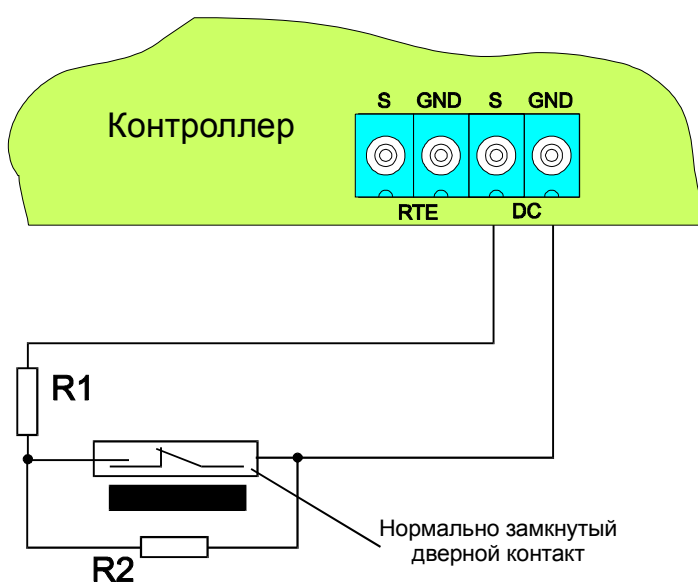 Контроллер
S GND S GND
RTE DC
R1
R2
Нормально замкнутый
дверной контакт